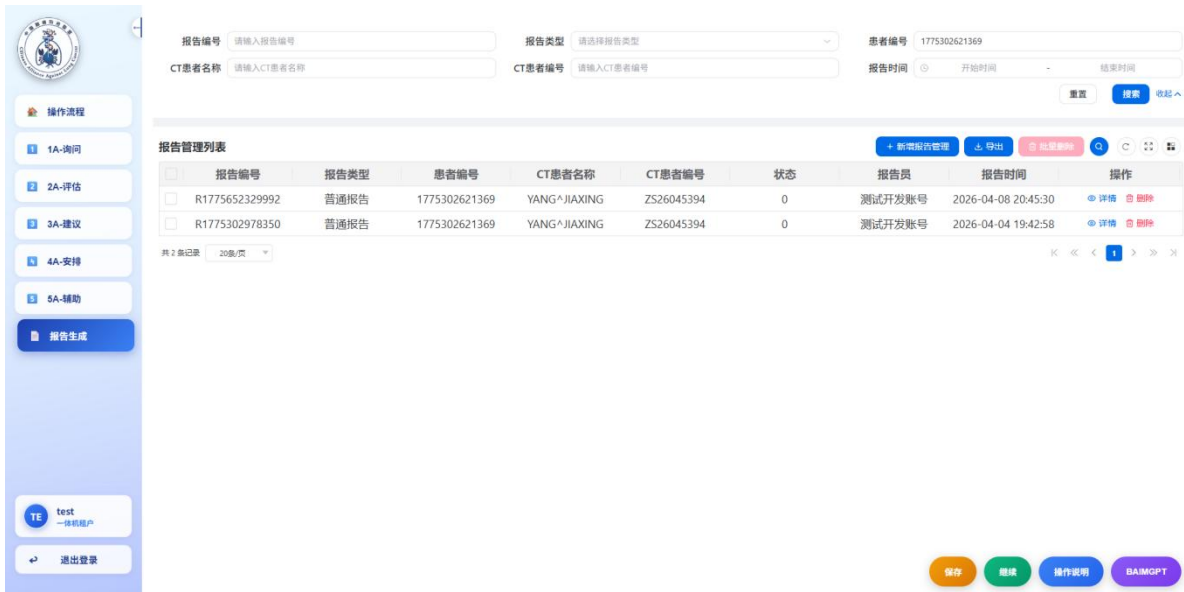 报告编号 请输入报告编号 报告类型 请选择报告类型 患者编号 1775302621369
CT患者名称 请输入CT患者名称 CT患者编号 请输入CT患者编号 报告时间 开始时间 - 结束时间
重置 搜索 收起
操作流程
1 1A-询问
2 2A-评估
3 3A-建议
4 4A-安排
5 5A-辅助
报告生成
报告管理列表 + 新增报告管理 导出 批量删除
报告编号 报告类型 患者编号 CT患者名称 CT患者编号 状态 报告员 报告时间 操作
R1775652329992 普通报告 1775302621369 YANG^JIAXING ZS26045394 0 测试开发账号 2026-04-08 20:45:30 详情 删除
R1775302978350 普通报告 1775302621369 YANG^JIAXING ZS26045394 0 测试开发账号 2026-04-04 19:42:58 详情 删除
共 2 条记录 20条/页 1
TE test
一体机租户
退出登录
保存 继续 操作说明 BAIMGPT